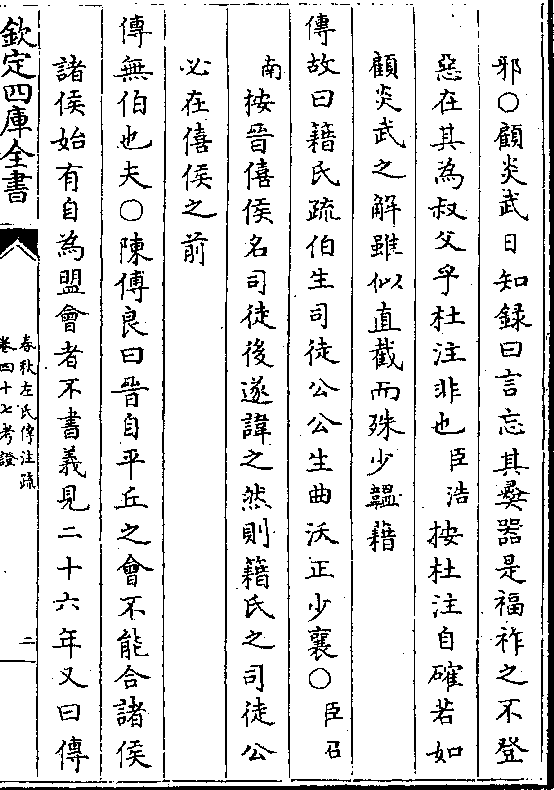 邪○顧炎武日知録曰言忘其彝器是福祚之不登
惡在其為叔父乎杜注非也臣浩按杜注自確若如
顧炎武之解雖似直截而殊少韞藉
傳故曰籍氏疏伯生司徒公公生曲沃正少襄○臣召
南按晉僖侯名司徒後遂諱之然則籍氏之司徒公
必在僖侯之前
傳無伯也夫○陳傅良曰晉自平丘之會不能合諸侯
諸侯始有自為盟會者不書義見二十六年又曰傳
欽定四庫全書
春秋左氏傳注疏
卷四十七考證
二